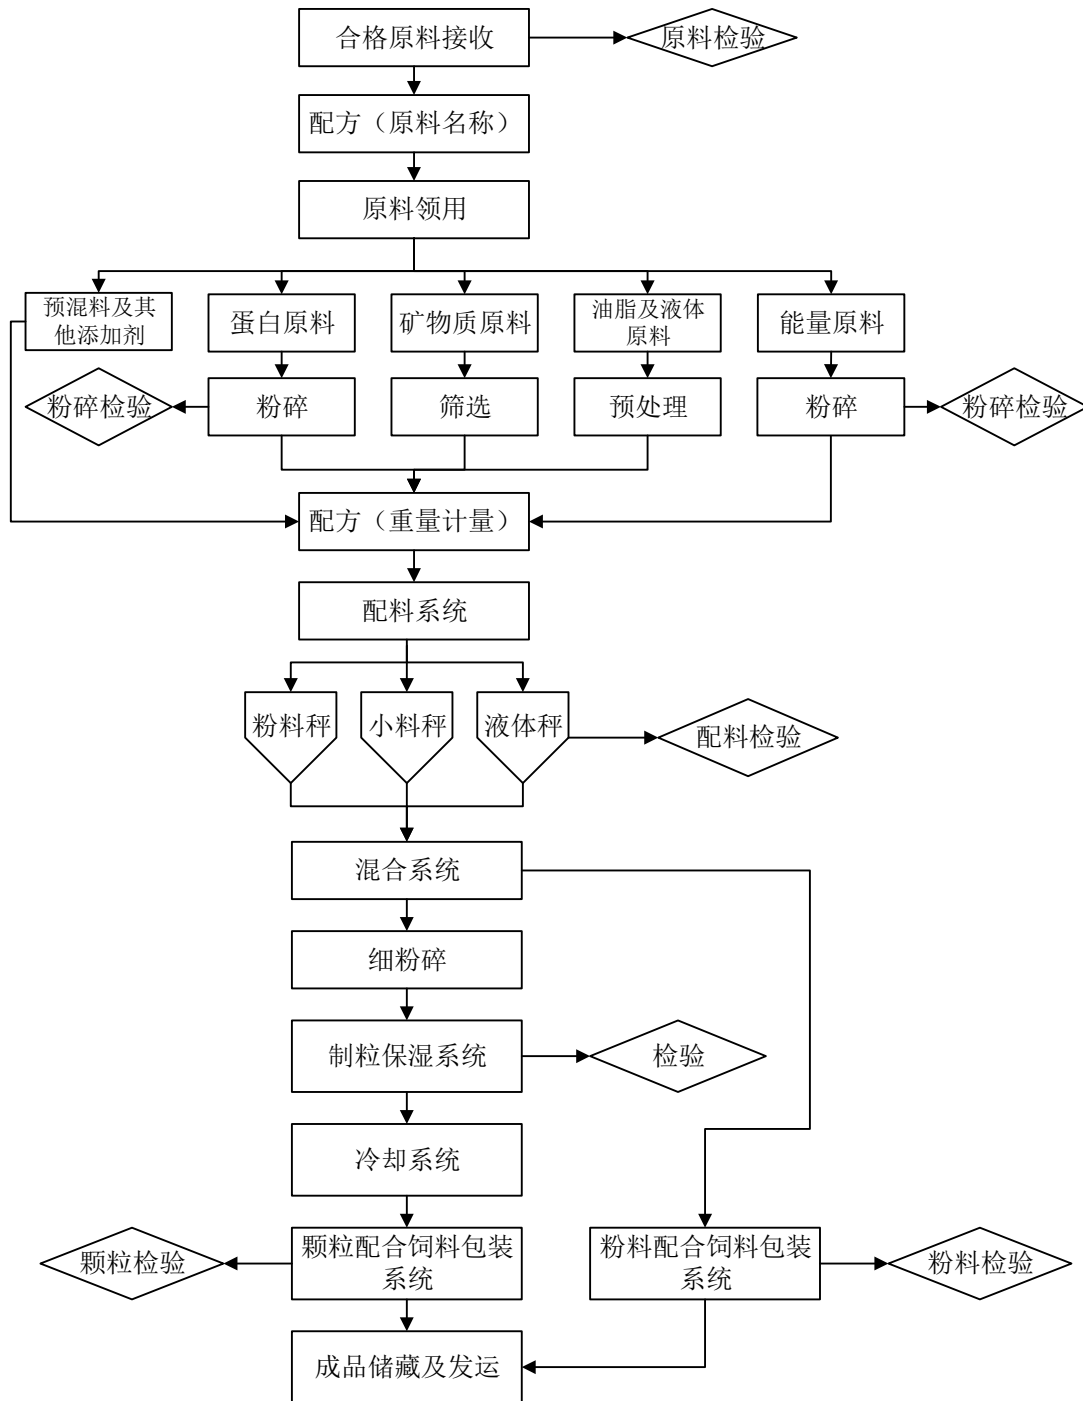 合格原料接收
原料检验
配方（原料名称）
原料领用
预混料及其
他添加剂
蛋白原料
矿物质原料
油脂及液体
原料
能量原料
粉碎检验
粉碎
筛选
预处理
粉碎
粉碎检验
配方（重量计量）
配料系统
粉料秤
小料秤
液体秤
配料检验
混合系统
细粉碎
制粒保湿系统
检验
冷却系统
颗粒检验
颗粒配合饲料包装
系统
粉料配合饲料包装
系统
粉料检验
成品储藏及发运